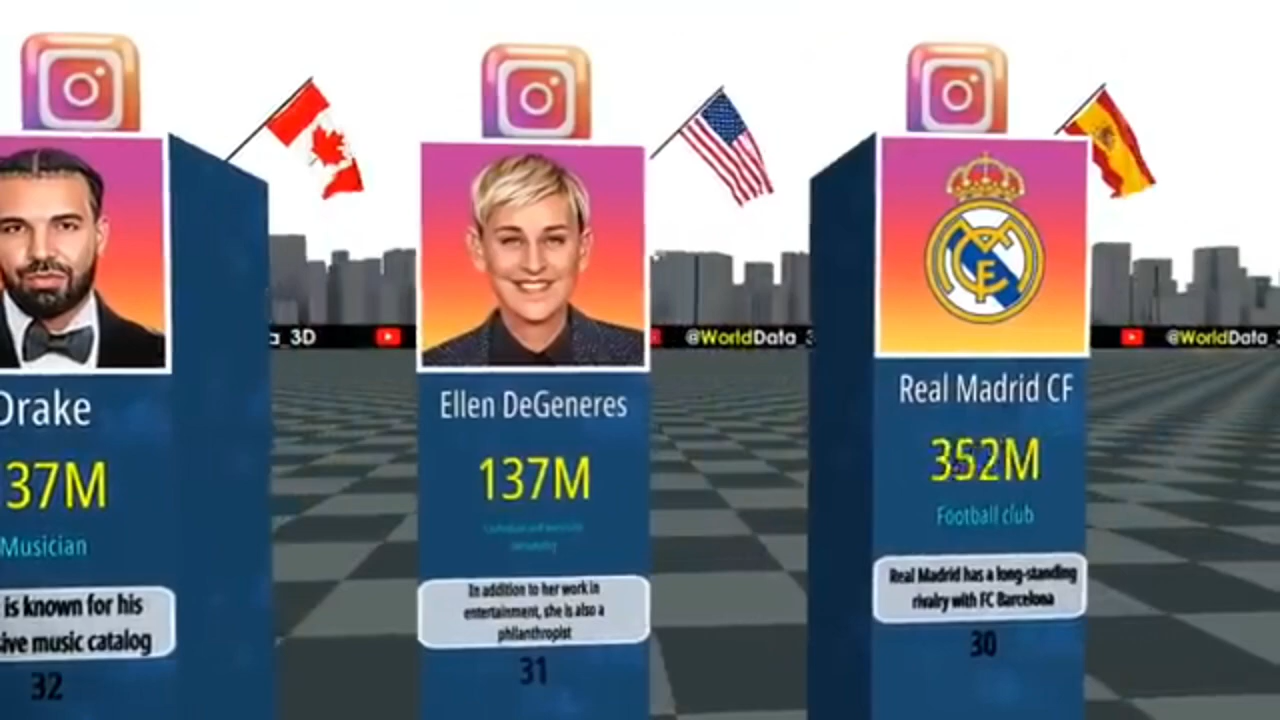 a_3D
@WorldData_3
@WorldData_3
Drake
37M
Musician
is known for his
ive music catalog
32
Ellen DeGeneres
137M
In addition to her work in
entertainment, she is also a
philanthropist
31
Real Madrid CF
352M
Football club
Real Madrid has a long-standing
rivalry with FC Barcelona
30